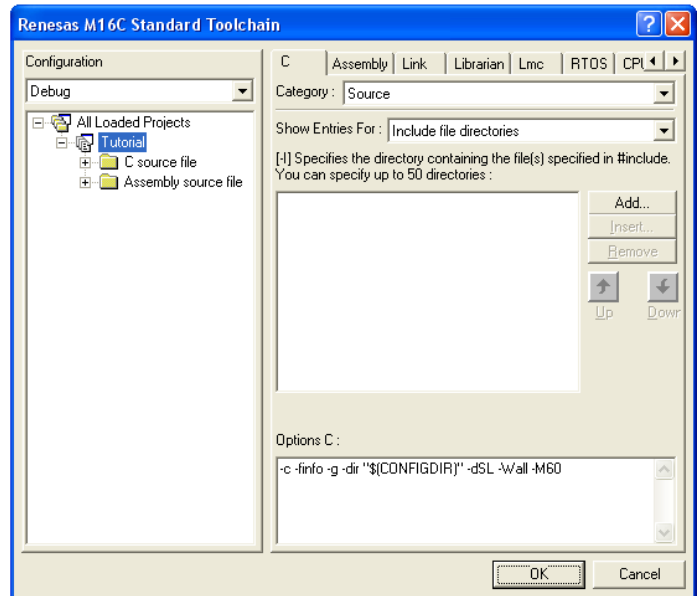 Renesas M16C Standard Toolchain
Configuration
Debug
All Loaded Projects
Tutorial
C source file
Assembly source file
C Assembly Link Librarian Lmc RTOS CPU
Category : Source
Show Entries For : Include file directories
[-I] Specifies the directory containing the file(s) specified in #include.
You can specify up to 50 directories :
Add...
Insert...
Remove
Up Down
Options C :
-c -finfo -g -dir "$(CONFIGDIR)" -dSL -Wall -M60
OK Cancel